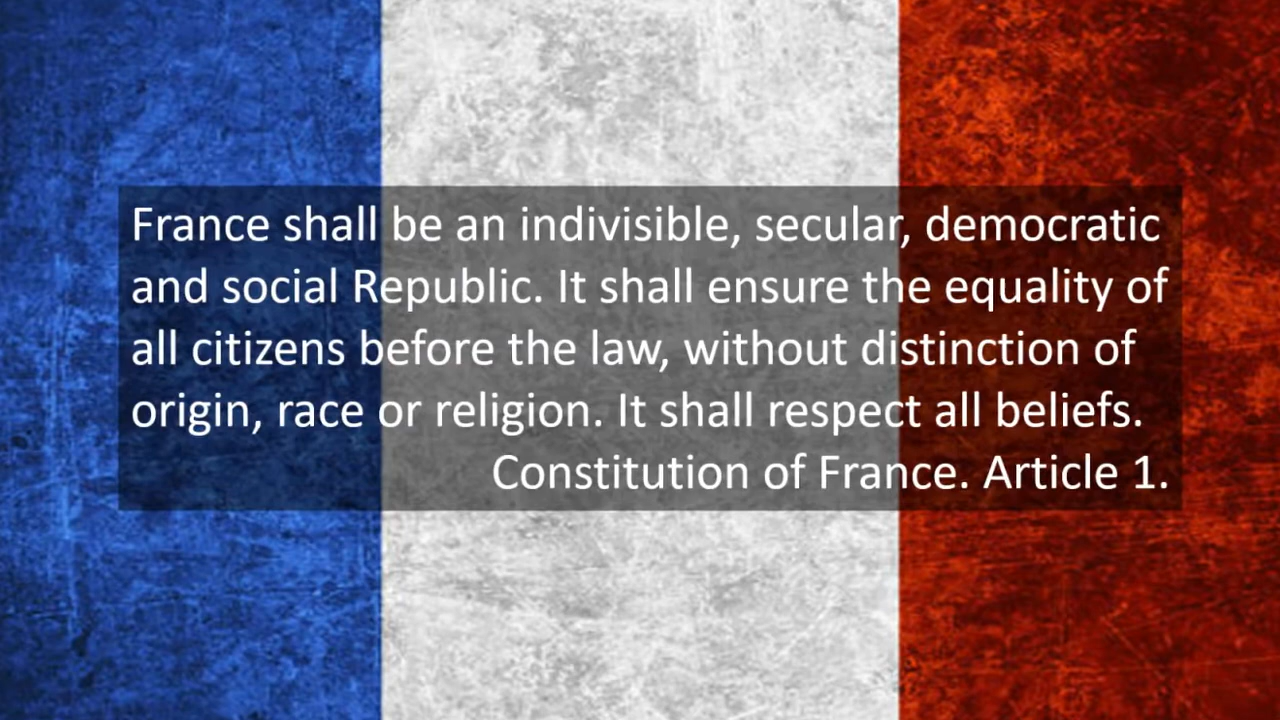 France shall be an indivisible, secular, democratic
and social Republic. It shall ensure the equality of
all citizens before the law, without distinction of
origin, race or religion. It shall respect all beliefs.
Constitution of France. Article 1.